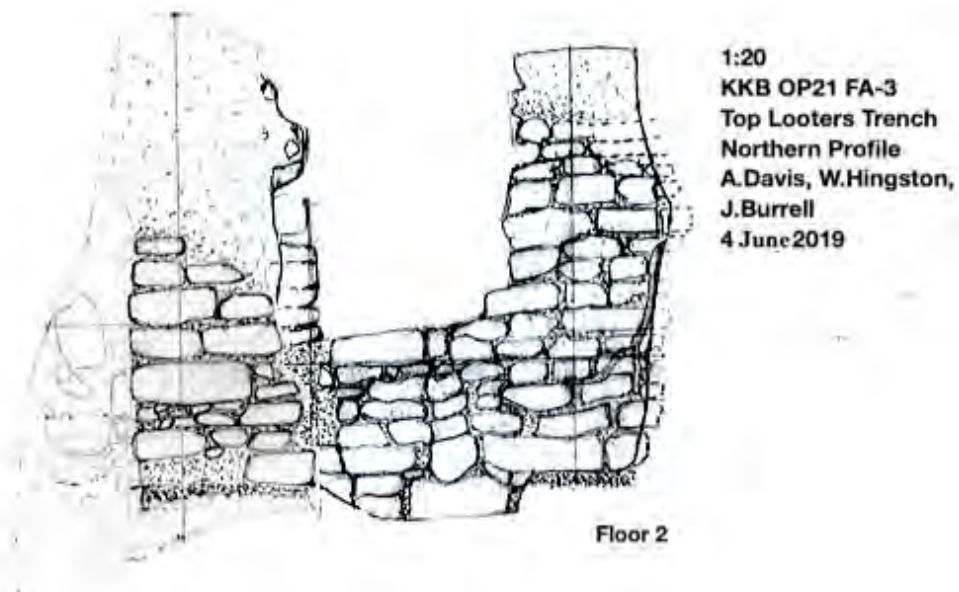 1:20
KKB OP21 FA-3
Top Looters Trench
Northern Profile
A.Davis, W.Hingston,
J.Burrell
4 June 2019
Floor 2